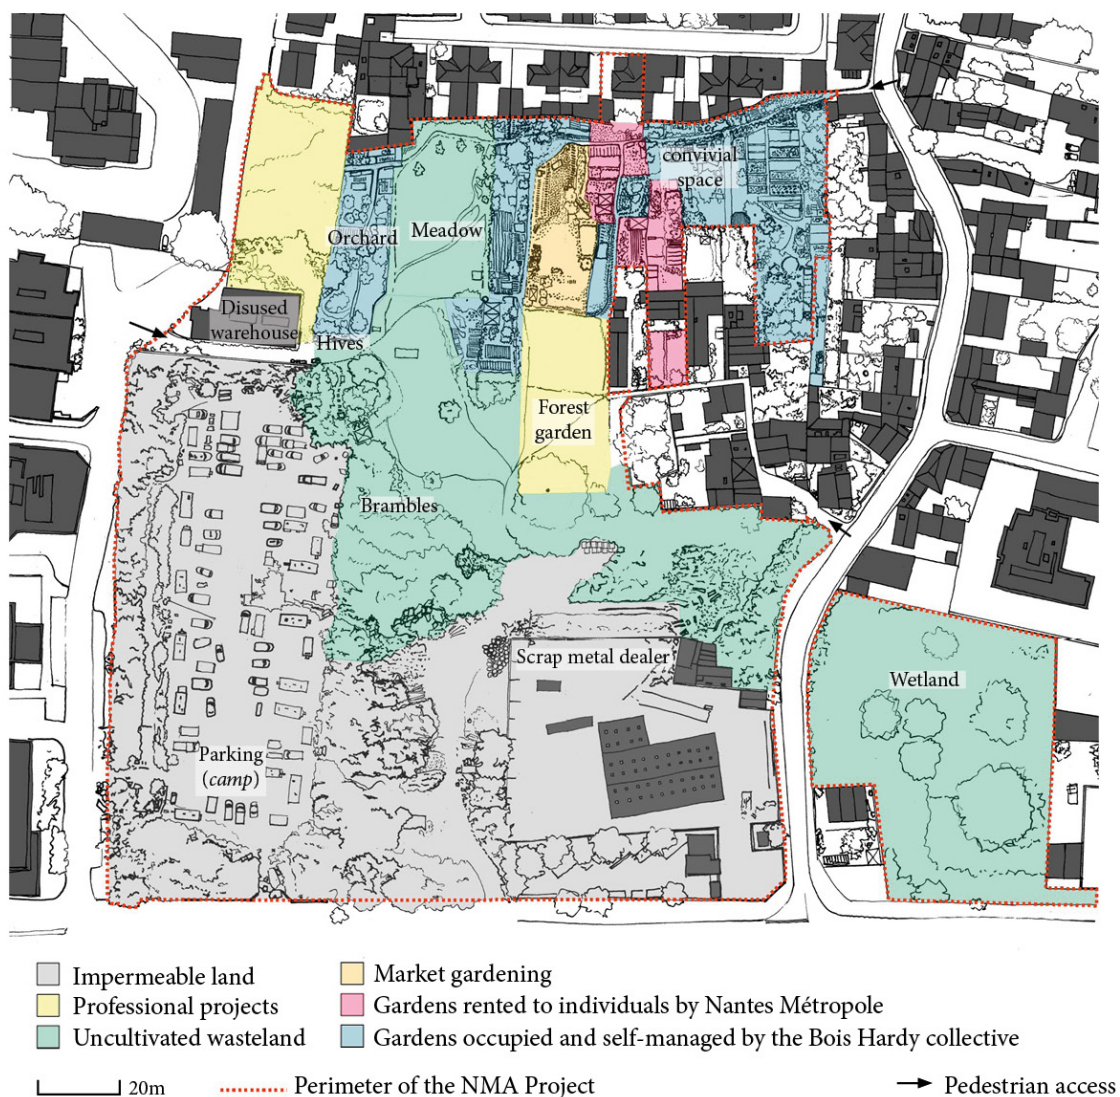 convivial
space
Orchard
Meadow
Disused
warehouse
Hives
Forest
garden
Brambles
Scrap metal dealer
Wetland
Parking
(camp)
Impermeable land
Professional projects
Uncultivated wasteland
Market gardening
Gardens rented to individuals by Nantes Métropole
Gardens occupied and self-managed by the Bois Hardy collective
20m
Perimeter of the NMA Project
Pedestrian access